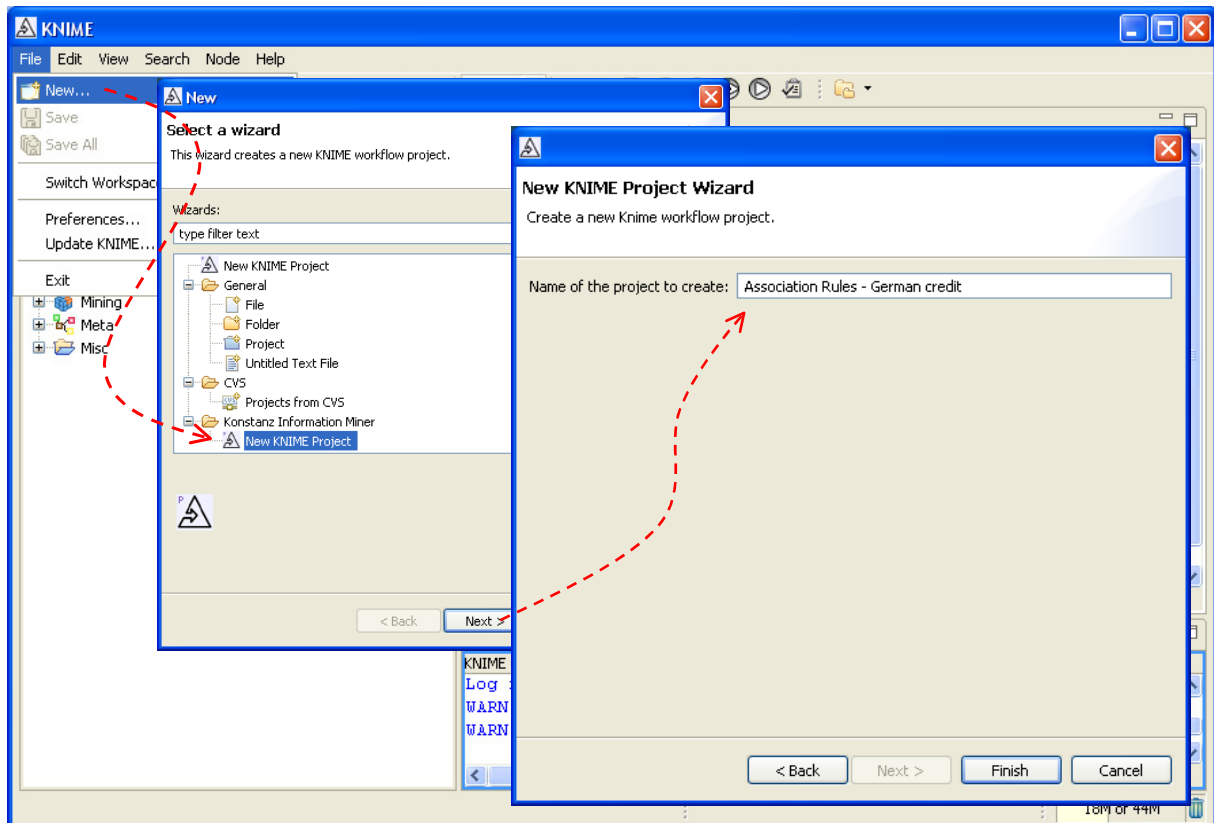 KNIME
File Edit View Search Node Help
New...
Save
Save All
Switch Workspac
Preferences...
Update KNIME...
Exit
Mining
Meta
Misc
New
Select a wizard
This wizard creates a new KNIME workflow project.
Wizards:
type filter text
New KNIME Project
General
File
Folder
Project
Untitled Text File
CVS
Projects from CVS
Konstanz Information Miner
New KNIME Project
P
< Back Next >
New KNIME Project Wizard
Create a new Knime workflow project.
Name of the project to create: Association Rules - German credit
< Back Next > Finish Cancel
KNIME
Log
WARN
WARN
18M of 44M